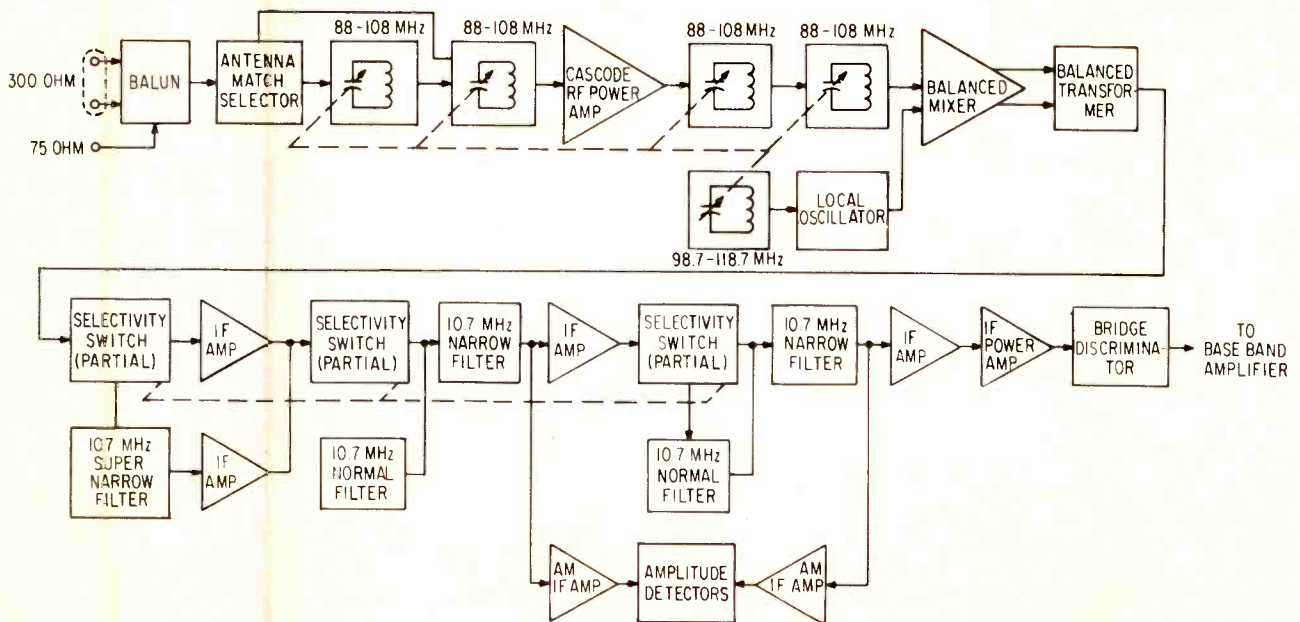 88-108 MHz
88-108 MHz
88-108 MHz
88-108 MHz
300 OHM
75 OHM
BALUN
ANTENNA
MATCH
SELECTOR
CASCODE
RF POWER
AMP
BALANCED
MIXER
BALANCED
TRANSFOR-
MER
LOCAL
OSCILLATOR
98.7-118.7 MHz
SELECTIVITY
SWITCH
(PARTIAL)
IF
AMP
SELECTIVITY
SWITCH
(PARTIAL)
10.7 MHz
NARROW
FILTER
IF
AMP
SELECTIVITY
SWITCH
(PARTIAL)
10.7 MHz
NARROW
FILTER
IF
AMP
IF
POWER
AMP
BRIDGE
DISCRIMINA-
TOR
TO
BASE BAND
AMPLIFIER
10.7 MHz
SUPER
NARROW
FILTER
IF
AMP
10.7 MHz
NORMAL
FILTER
10.7 MHz
NORMAL
FILTER
AM
IF AMP
AMPLITUDE
DETECTORS
AM
IF AMP